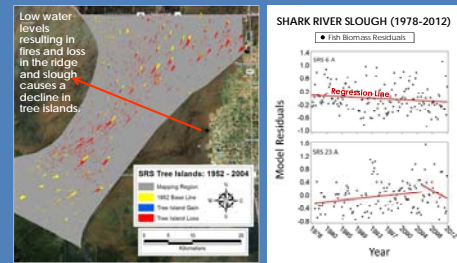 Low water
levels
resulting in
fires and loss
in the ridge
and slough
causes a
decline in
tree islands.
SRS Tree Islands: 1952 - 2004
Mapping Region
1952 Base Line
Tree Island Gain
Tree Island Loss
Kilometers
SHARK RIVER SLOUGH (1978-2012)
Fish Biomass Residuals
Model Residuals
1.4
SRS 6 A
1.0
0.6
Regression Line
0.2
-0.2
-0.6
-1.0
1.6
SRS 23 A
1.2
0.8
0.4
0.0
-0.4
-0.8
Year